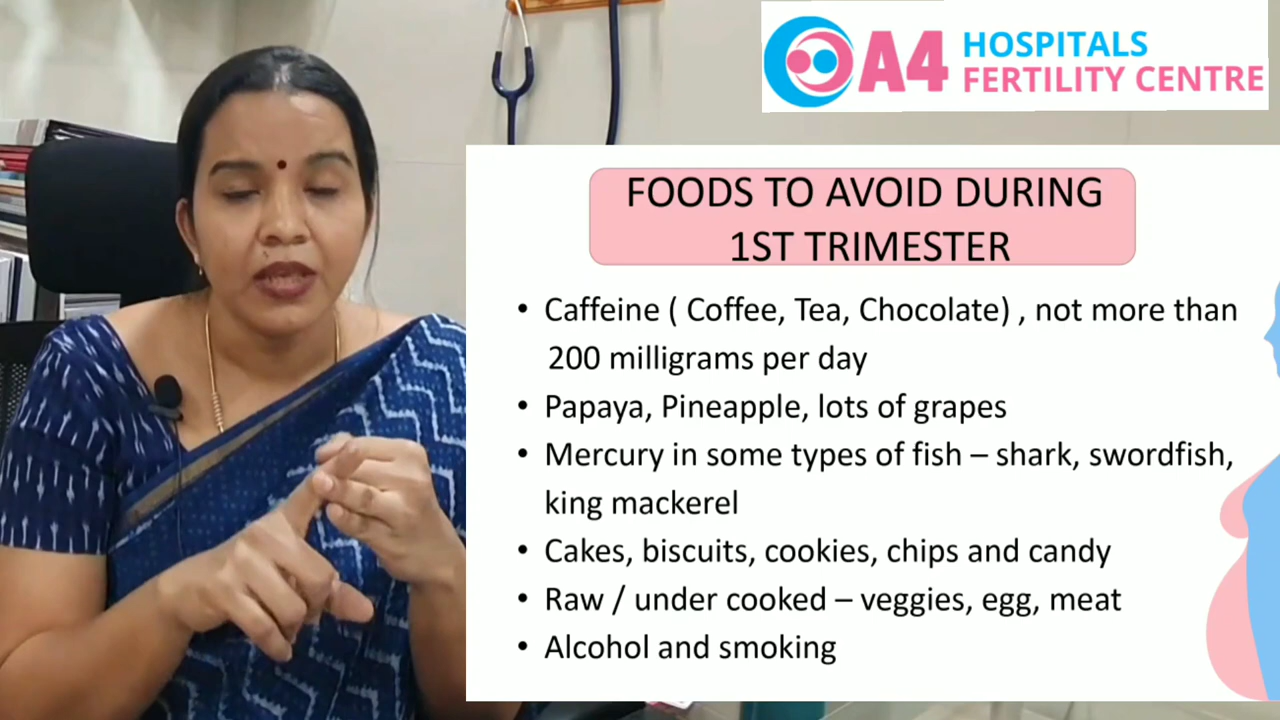 A4 HOSPITALS
FERTILITY CENTRE
FOODS TO AVOID DURING
1ST TRIMESTER
• Caffeine ( Coffee, Tea, Chocolate) , not more than
200 milligrams per day
• Papaya, Pineapple, lots of grapes
• Mercury in some types of fish – shark, swordfish,
king mackerel
• Cakes, biscuits, cookies, chips and candy
• Raw / under cooked – veggies, egg, meat
• Alcohol and smoking